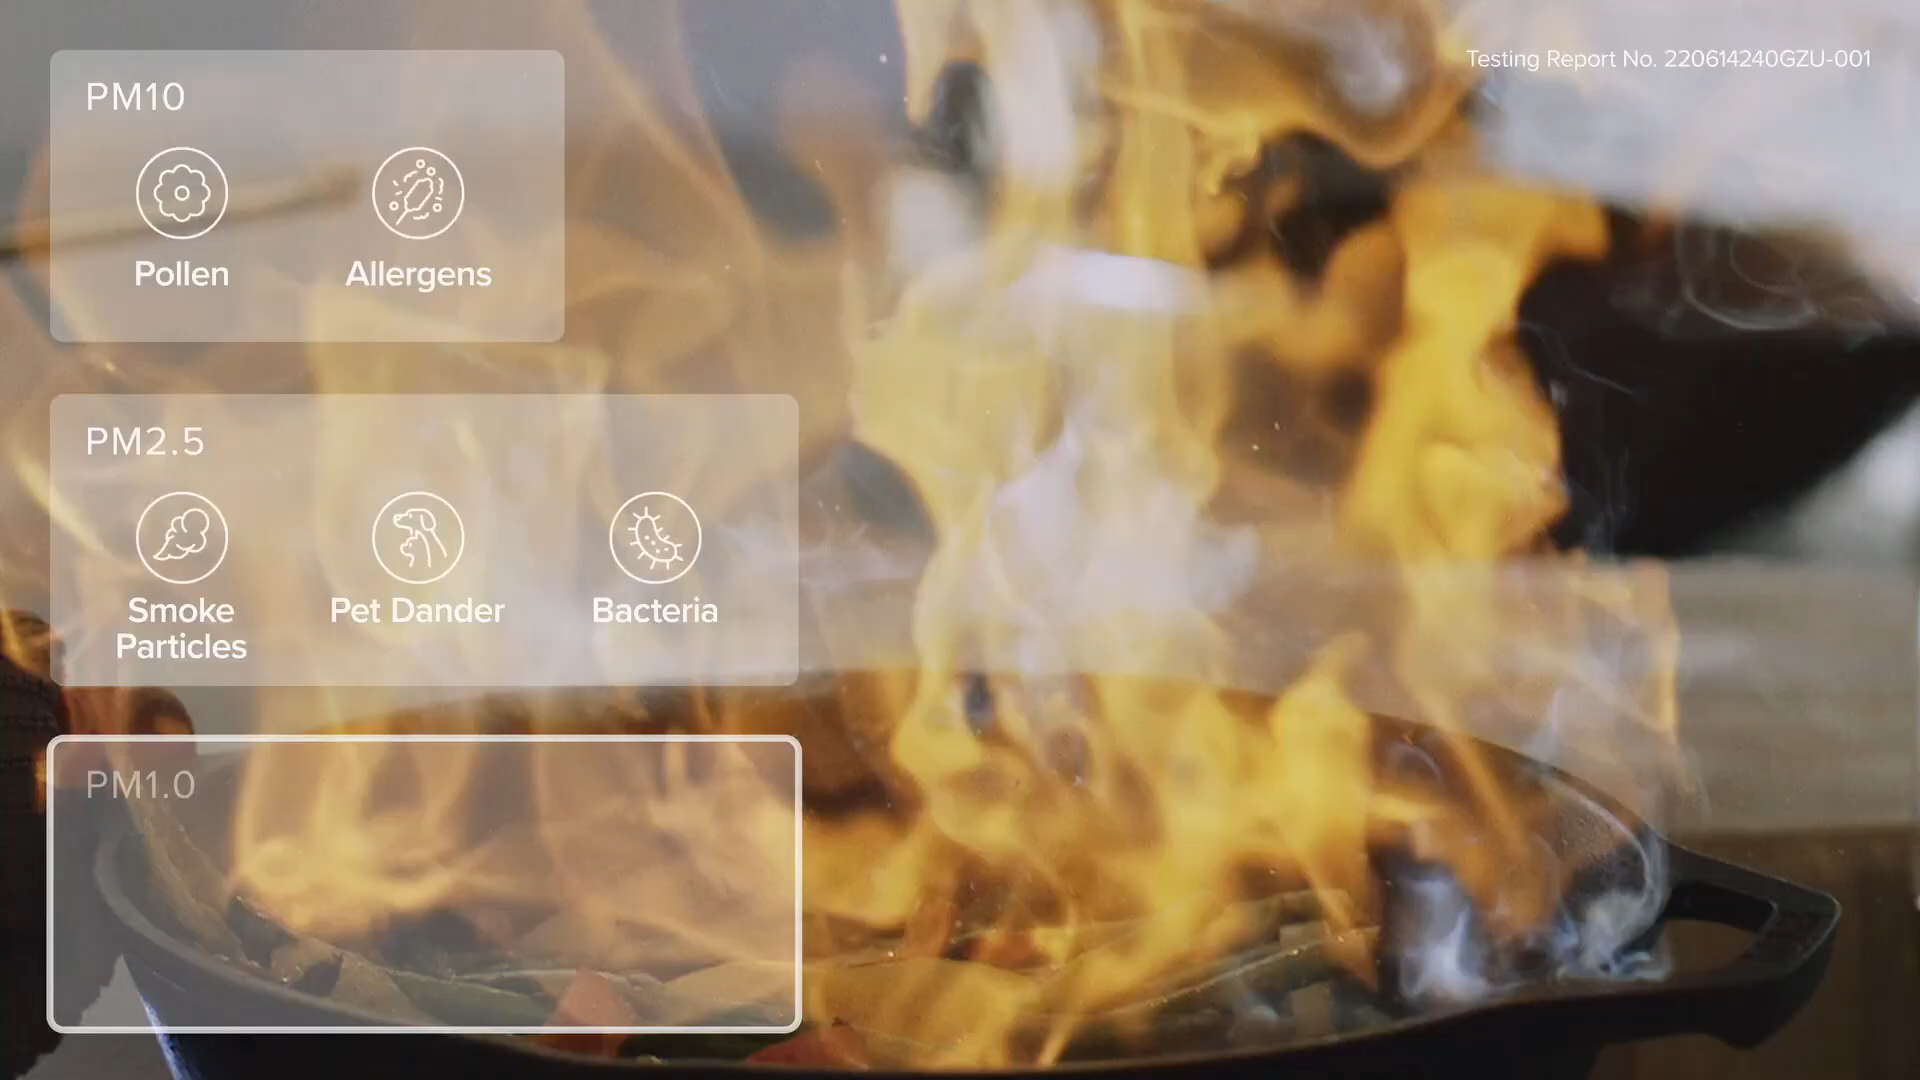 Testing Report No. 220614240GZU-001
PM10
Pollen
Allergens
PM2.5
Smoke
Particles
Pet Dander
Bacteria
PM1.0